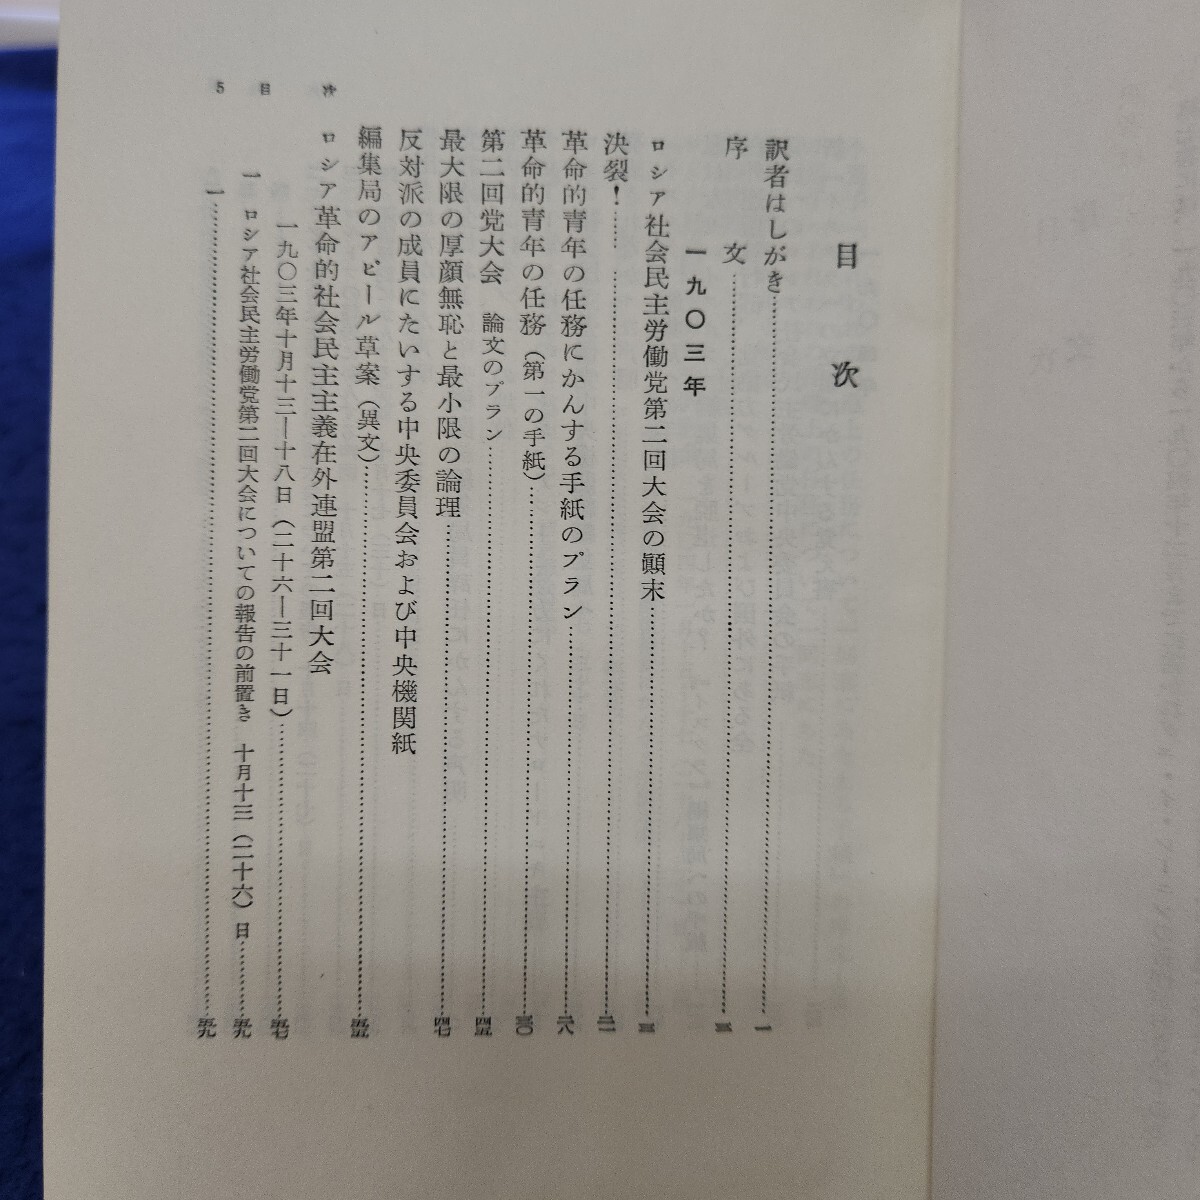 5 目 次
目 次
訳者はしがき……一
序 文……三
一九〇三年
ロシア社会民主労働党第二回大会の顚末……三
決裂！……二一
革命的青年の任務にかんする手紙のプラン……二八
革命的青年の任務（第一の手紙）……三〇
第二回党大会 論文のプラン……四五
最大限の厚顔無恥と最小限の論理……四七
反対派の成員にたいする中央委員会および中央機関紙
編集局のアピール草案（異文）……五五
ロシア革命的社会民主主義在外連盟第二回大会
一九〇三年十月十三―十八日（二十六―三十一日）……五七
一 ロシア社会民主労働党第二回大会についての報告の前置き 十月十三（二十六）日……五九
一……五九